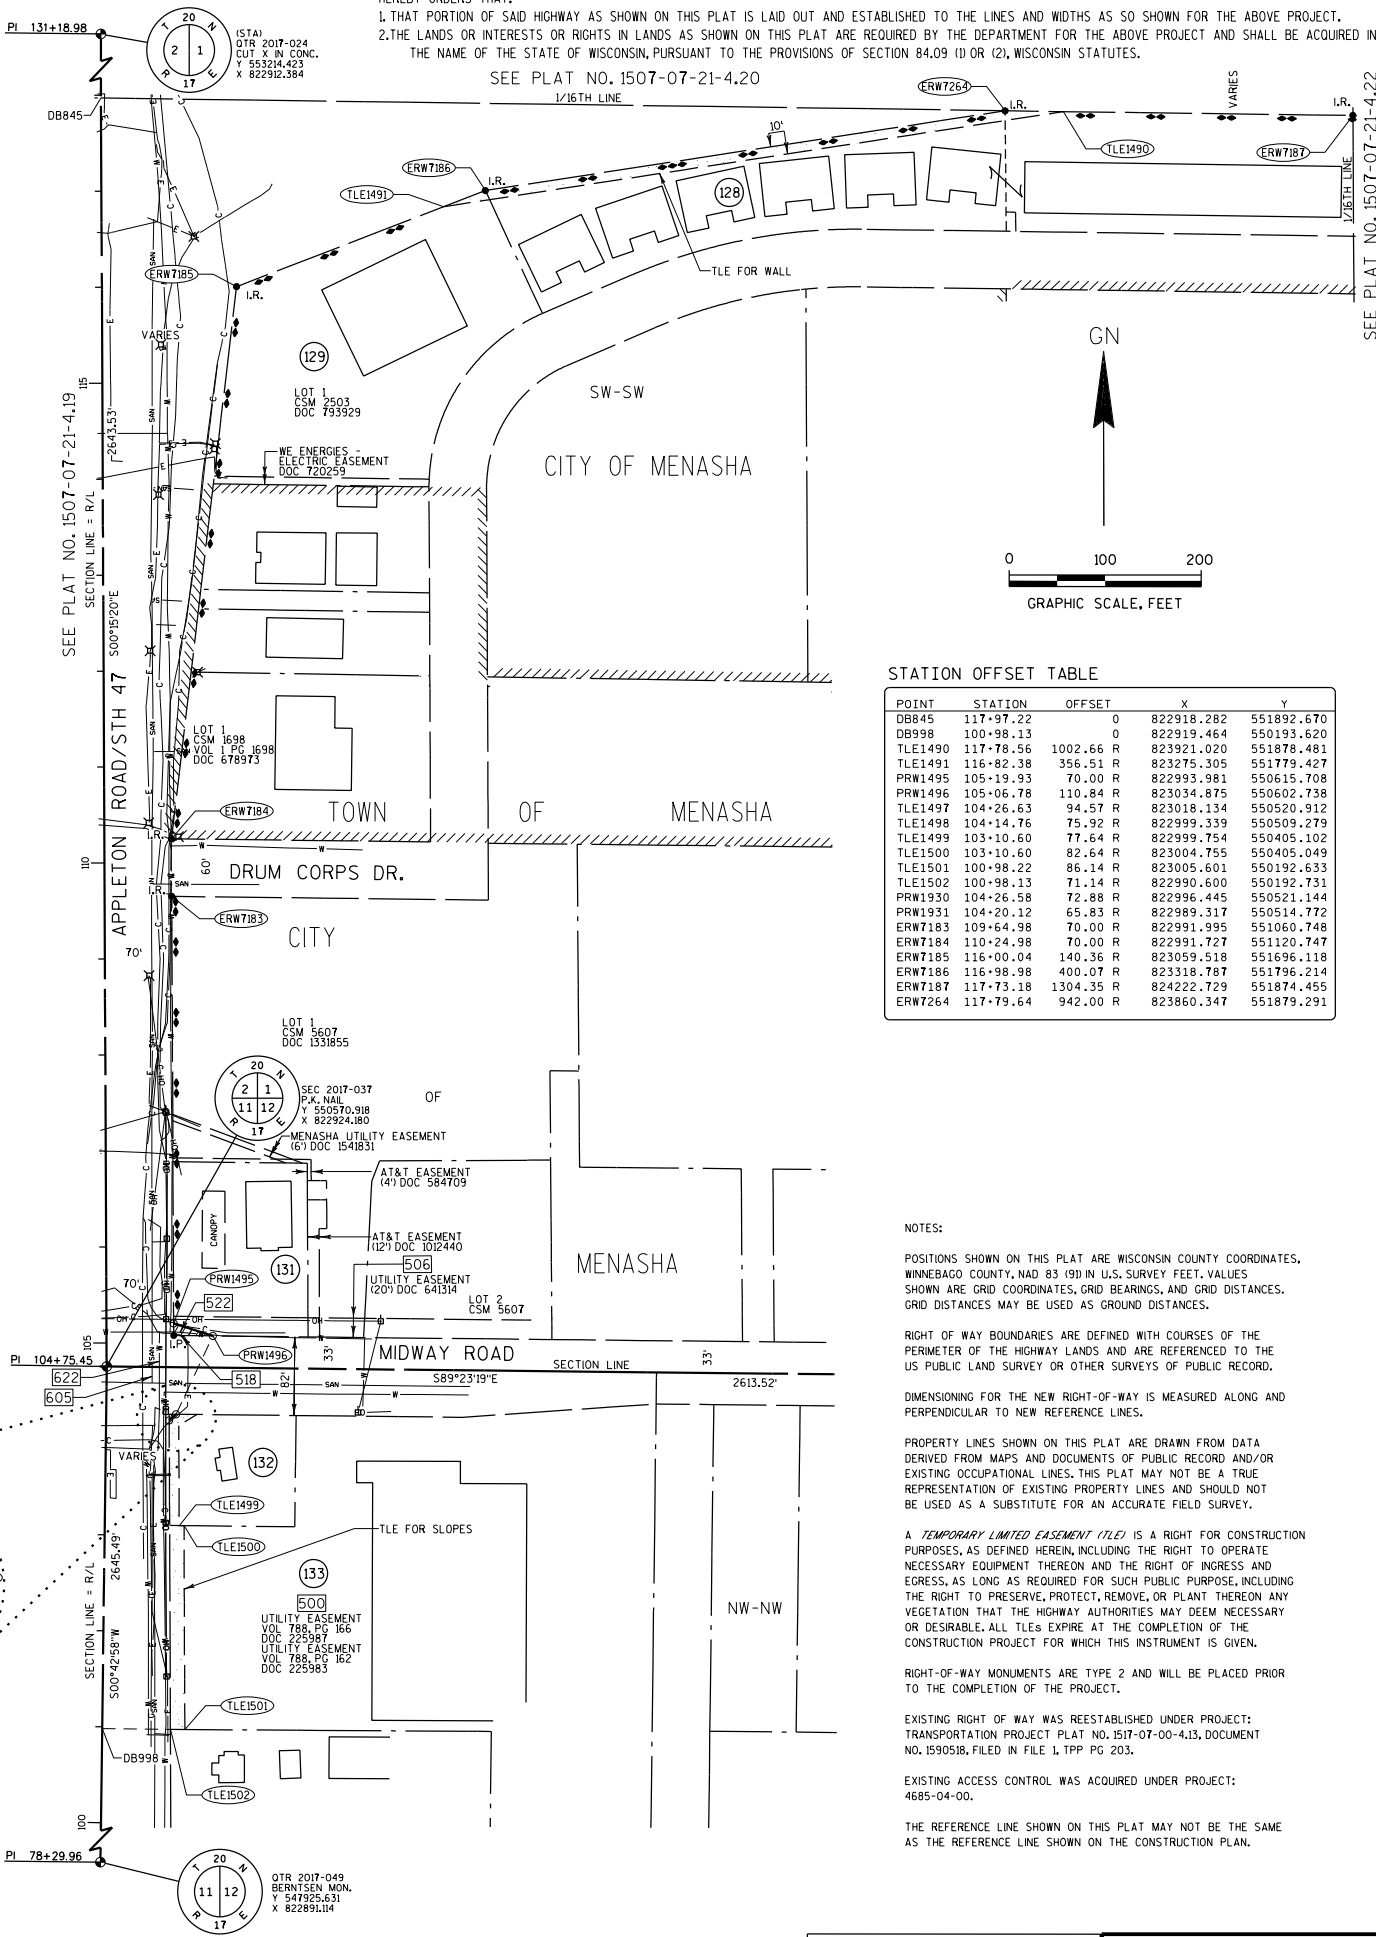 HEREBY ORDERS THAT:
1. THAT PORTION OF SAID HIGHWAY AS SHOWN ON THIS PLAT IS LAID OUT AND ESTABLISHED TO THE LINES AND WIDTHS AS SO SHOWN FOR THE ABOVE PROJECT.
2. THE LANDS OR INTERESTS OR RIGHTS IN LANDS AS SHOWN ON THIS PLAT ARE REQUIRED BY THE DEPARTMENT FOR THE ABOVE PROJECT AND SHALL BE ACQUIRED IN
THE NAME OF THE STATE OF WISCONSIN, PURSUANT TO THE PROVISIONS OF SECTION 84.09 (1) OR (2), WISCONSIN STATUTES.
PI 131+18.98
T 20 N
2 1
R 17 E
(STA)
QTR 2017-024
CUT X IN CONC.
Y 553214.423
X 822912.384
SEE PLAT NO. 1507-07-21-4.20
1/16TH LINE
DB845
ERW7264
I.R.
VARIES
I.R.
SEE PLAT NO. 1507-07-21-4.22
10'
TLE1490
ERW7187
1/16TH LINE
ERW7186
I.R.
TLE1491
128
ERW7185
I.R.
TLE FOR WALL
VARIES
129
LOT 1
CSM 2503
DOC 793929
SW-SW
GN
115
2643.53'
SEE PLAT NO. 1507-07-21-4.19
SECTION LINE = R/L
WE ENERGIES -
ELECTRIC EASEMENT
DOC 720259
CITY OF MENASHA
0 100 200
GRAPHIC SCALE, FEET
S00°15'20"E
APPLETON ROAD/STH 47
LOT 1
CSM 1698
VOL 1 PG 1698
DOC 678973
ERW7184
I.R.
TOWN OF MENASHA
110
60'
DRUM CORPS DR.
I.R.
ERW7183
CITY
70'
STATION OFFSET TABLE
POINT STATION OFFSET X Y
DB845 117+97.22 0 822918.282 551892.670
DB998 100+98.13 0 822919.464 550193.620
TLE1490 117+78.56 1002.66 R 823921.020 551878.481
TLE1491 116+82.38 356.51 R 823275.305 551779.427
PRW1495 105+19.93 70.00 R 822993.981 550615.708
PRW1496 105+06.78 110.84 R 823034.875 550602.738
TLE1497 104+26.63 94.57 R 823018.134 550520.912
TLE1498 104+14.76 75.92 R 822999.339 550509.279
TLE1499 103+10.60 77.64 R 822999.754 550405.102
TLE1500 103+10.60 82.64 R 823004.755 550405.049
TLE1501 100+98.22 86.14 R 823005.601 550192.633
TLE1502 100+98.13 71.14 R 822990.600 550192.731
PRW1930 104+26.58 72.88 R 822996.445 550521.144
PRW1931 104+20.12 65.83 R 822989.317 550514.772
ERW7183 109+64.98 70.00 R 822991.995 551060.748
ERW7184 110+24.98 70.00 R 822991.727 551120.747
ERW7185 116+00.04 140.36 R 823059.518 551696.118
ERW7186 116+98.98 400.07 R 823318.787 551796.214
ERW7187 117+73.18 1304.35 R 824222.729 551874.455
ERW7264 117+79.64 942.00 R 823860.347 551879.291
LOT 1
CSM 5607
DOC 1331855
T 20 N
2 1
11 12
R 17 E
SEC 2017-037
P.K. NAIL
Y 550570.918
X 822924.180
OF
MENASHA UTILITY EASEMENT
(6') DOC 1541831
AT&T EASEMENT
(4') DOC 584709
CANOPY
AT&T EASEMENT
(12') DOC 1012440
131
506
MENASHA
70'
PRW1495
UTILITY EASEMENT
(20') DOC 641314
522
LOT 2
CSM 5607
105
I.P.
PRW1496
33'
MIDWAY ROAD
SECTION LINE
33'
PI 104+75.45
622
605
518
82'
S89°23'19"E
2613.52'
VARIES
132
TLE1499
TLE1500
TLE FOR SLOPES
2645.49'
SECTION LINE = R/L
S00°42'58"W
133
500
UTILITY EASEMENT
VOL 788, PG 166
DOC 225987
UTILITY EASEMENT
VOL 788, PG 162
DOC 225983
NW-NW
TLE1501
DB998
TLE1502
100
PI 78+29.96
T 20 N
11 12
R 17 E
QTR 2017-049
BERNTSEN MON.
Y 547925.631
X 822891.114
NOTES:
POSITIONS SHOWN ON THIS PLAT ARE WISCONSIN COUNTY COORDINATES,
WINNEBAGO COUNTY, NAD 83 (91) IN U.S. SURVEY FEET. VALUES
SHOWN ARE GRID COORDINATES, GRID BEARINGS, AND GRID DISTANCES.
GRID DISTANCES MAY BE USED AS GROUND DISTANCES.
RIGHT OF WAY BOUNDARIES ARE DEFINED WITH COURSES OF THE
PERIMETER OF THE HIGHWAY LANDS AND ARE REFERENCED TO THE
US PUBLIC LAND SURVEY OR OTHER SURVEYS OF PUBLIC RECORD.
DIMENSIONING FOR THE NEW RIGHT-OF-WAY IS MEASURED ALONG AND
PERPENDICULAR TO NEW REFERENCE LINES.
PROPERTY LINES SHOWN ON THIS PLAT ARE DRAWN FROM DATA
DERIVED FROM MAPS AND DOCUMENTS OF PUBLIC RECORD AND/OR
EXISTING OCCUPATIONAL LINES. THIS PLAT MAY NOT BE A TRUE
REPRESENTATION OF EXISTING PROPERTY LINES AND SHOULD NOT
BE USED AS A SUBSTITUTE FOR AN ACCURATE FIELD SURVEY.
A TEMPORARY LIMITED EASEMENT (TLE) IS A RIGHT FOR CONSTRUCTION
PURPOSES, AS DEFINED HEREIN, INCLUDING THE RIGHT TO OPERATE
NECESSARY EQUIPMENT THEREON AND THE RIGHT OF INGRESS AND
EGRESS, AS LONG AS REQUIRED FOR SUCH PUBLIC PURPOSE, INCLUDING
THE RIGHT TO PRESERVE, PROTECT, REMOVE, OR PLANT THEREON ANY
VEGETATION THAT THE HIGHWAY AUTHORITIES MAY DEEM NECESSARY
OR DESIRABLE. ALL TLEs EXPIRE AT THE COMPLETION OF THE
CONSTRUCTION PROJECT FOR WHICH THIS INSTRUMENT IS GIVEN.
RIGHT-OF-WAY MONUMENTS ARE TYPE 2 AND WILL BE PLACED PRIOR
TO THE COMPLETION OF THE PROJECT.
EXISTING RIGHT OF WAY WAS REESTABLISHED UNDER PROJECT:
TRANSPORTATION PROJECT PLAT NO. 1517-07-00-4.13, DOCUMENT
NO. 1590518, FILED IN FILE 1, TPP PG 203.
EXISTING ACCESS CONTROL WAS ACQUIRED UNDER PROJECT:
4685-04-00.
THE REFERENCE LINE SHOWN ON THIS PLAT MAY NOT BE THE SAME
AS THE REFERENCE LINE SHOWN ON THE CONSTRUCTION PLAN.